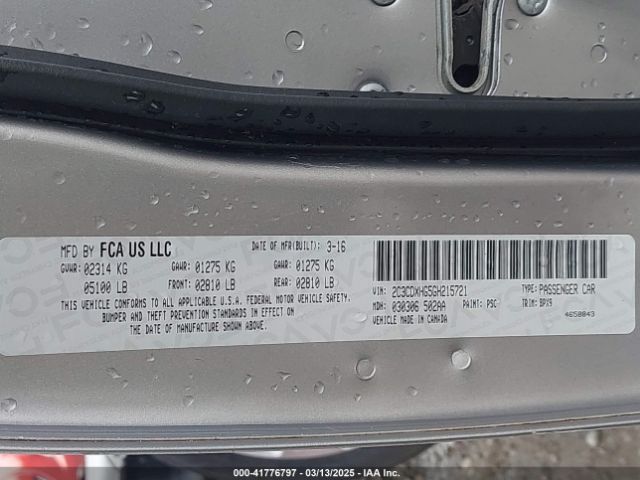 MFD BY FCA US LLC
DATE OF MFR(BUILT): 3-16
GVWR: 02314 KG GAWR: 01275 KG GAWR: 01275 KG
05100 LB FRONT: 02810 LB REAR: 02810 LB
THIS VEHICLE CONFORMS TO ALL APPLICABLE U.S.A. FEDERAL MOTOR VEHICLE SAFETY,
BUMPER AND THEFT PREVENTION STANDARDS IN EFFECT ON
THE DATE OF MANUFACTURE SHOWN ABOVE.
VIN: 2C3CDXHG5GH215721 TYPE: PASSENGER CAR
MDH: 030306 502AA PAINT: PSC TRIM: BPX9
VEHICLE MADE IN CANADA 4658843
000-41776797 - 03/13/2025 - IAA Inc.